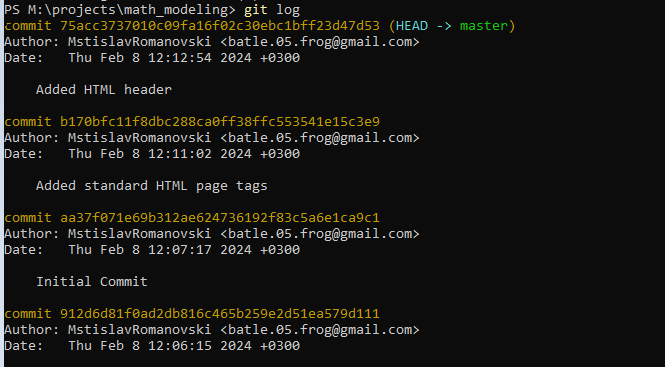 PS M:\projects\math_modeling> git log
commit 75acc3737010c09fa16f02c30ebc1bff23d47d53 (HEAD -> master)
Author: MstislavRomanovski <batle.05.frog@gmail.com>
Date:   Thu Feb 8 12:12:54 2024 +0300
    Added HTML header
commit b170bfc11f8dbc288ca0ff38ffc553541e15c3e9
Author: MstislavRomanovski <batle.05.frog@gmail.com>
Date:   Thu Feb 8 12:11:02 2024 +0300
    Added standard HTML page tags
commit aa37f071e69b312ae624736192f83c5a6e1ca9c1
Author: MstislavRomanovski <batle.05.frog@gmail.com>
Date:   Thu Feb 8 12:07:17 2024 +0300
    Initial Commit
commit 912d6d81f0ad2db816c465b259e2d51ea579d111
Author: MstislavRomanovski <batle.05.frog@gmail.com>
Date:   Thu Feb 8 12:06:15 2024 +0300